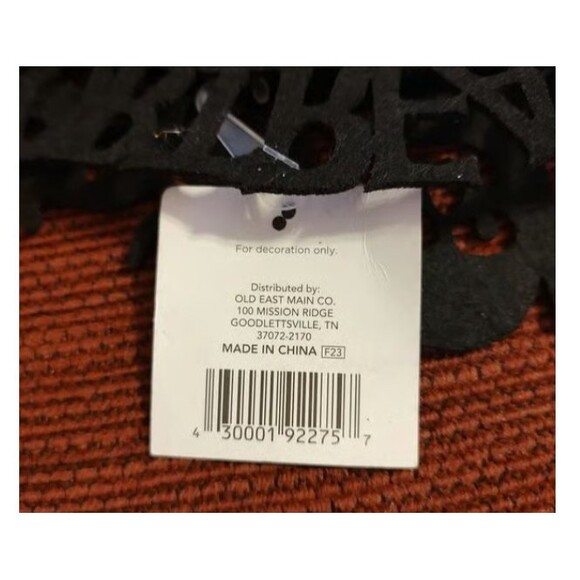 For decoration only.
Distributed by:
OLD EAST MAIN CO.
100 MISSION RIDGE
GOODLETTSVILLE, TN
37072-2170
MADE IN CHINA F23
4 30001 92275 7